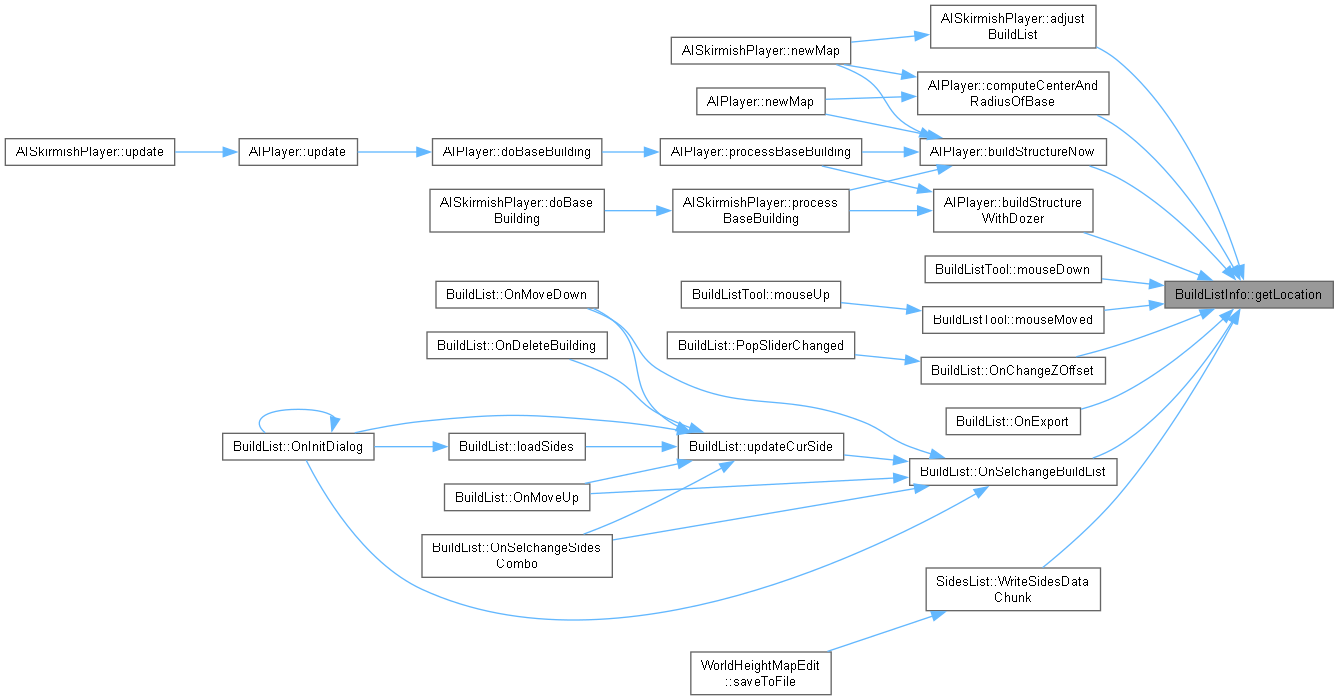 AISkirmishPlayer::adjust
BuildList
AISkirmishPlayer::newMap
AIPlayer::computeCenterAnd
RadiusOfBase
AIPlayer::newMap
AISkirmishPlayer::update
AIPlayer::update
AIPlayer::doBaseBuilding
AIPlayer::processBaseBuilding
AIPlayer::buildStructureNow
AISkirmishPlayer::doBase
Building
AISkirmishPlayer::process
BaseBuilding
AIPlayer::buildStructure
WithDozer
BuildListTool::mouseDown
BuildList::OnMoveDown
BuildListTool::mouseUp
BuildListInfo::getLocation
BuildListTool::mouseMoved
BuildList::OnDeleteBuilding
BuildList::PopSliderChanged
BuildList::OnChangeZOffset
BuildList::OnExport
BuildList::OnInitDialog
BuildList::loadSides
BuildList::updateCurSide
BuildList::OnSelchangeBuildList
BuildList::OnMoveUp
BuildList::OnSelchangeSides
Combo
SidesList::WriteSidesData
Chunk
WorldHeightMapEdit
::saveToFile